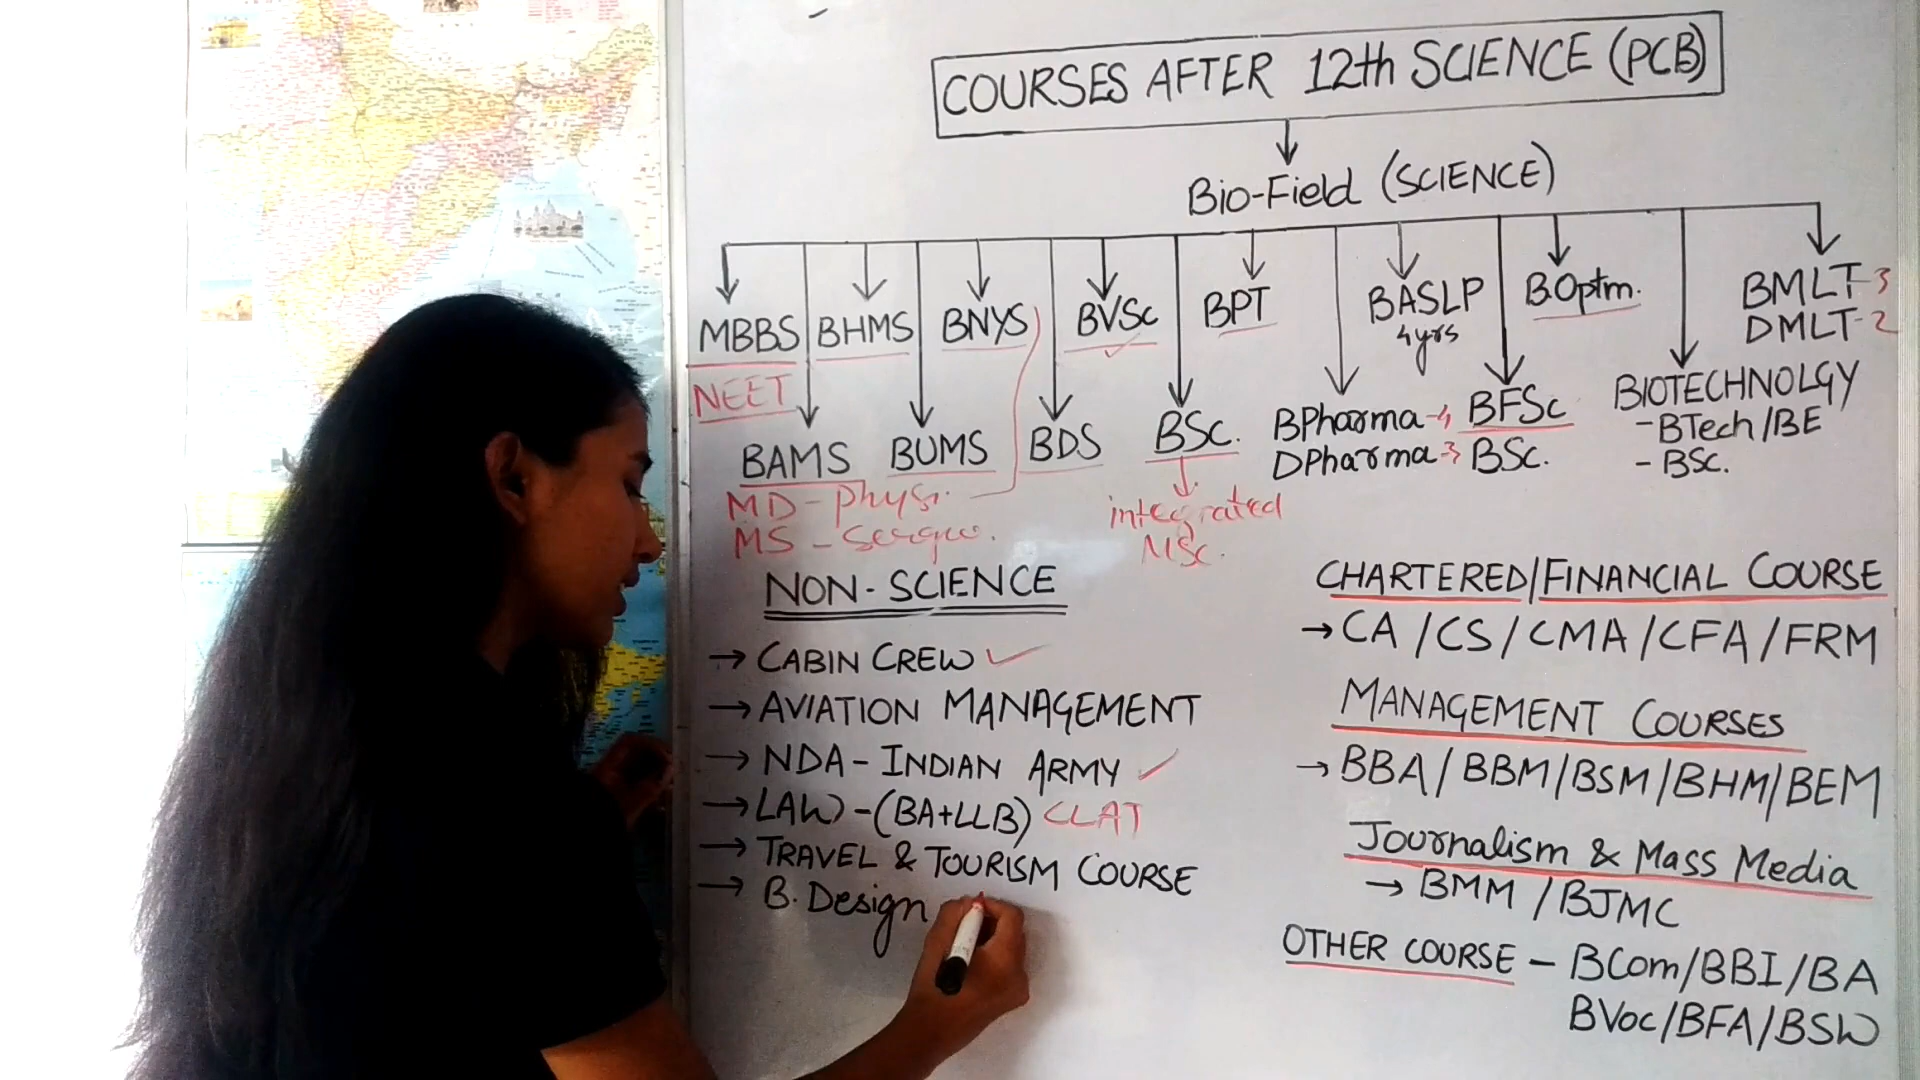 COURSES AFTER 12th SCIENCE (PCB)
Bio-Field (SCIENCE)
MBBS BHMS BNYS BVSc BPT BASLP B.Optm. BMLT-3
4yrs DMLT-2
NEET
BAMS BUMS BDS BSc. BPharma-4 BFSc BIOTECHNOLGY
DPharma-3 BSc. -BTech/BE
-BSc.
MD-Physi.
MS-
integrated
MSc.
NON-SCIENCE
→ CABIN CREW ✓
→ AVIATION MANAGEMENT
→ NDA-INDIAN ARMY ✓
→ LAW-(BA+LLB) CLAT
→ TRAVEL & TOURISM COURSE
→ B.Design
CHARTERED/FINANCIAL COURSE
→ CA/CS/CMA/CFA/FRM
MANAGEMENT COURSES
→ BBA/BBM/BSM/BHM/BEM
Journalism & Mass Media
→ BMM/BJMC
OTHER COURSE - BCom/BBI/BA
BVoc/BFA/BSW